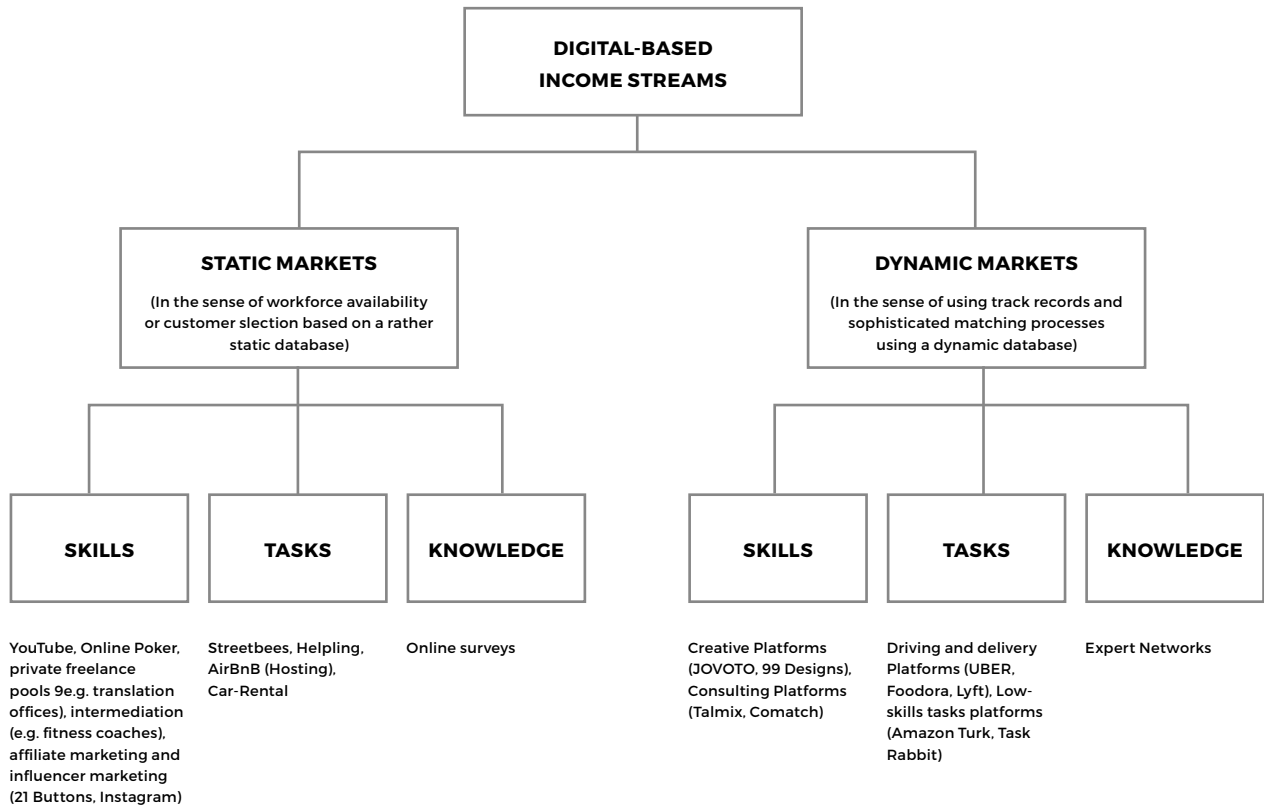 DIGITAL-BASED
INCOME STREAMS
STATIC MARKETS
(In the sense of workforce availability
or customer slection based on a rather
static database)
DYNAMIC MARKETS
(In the sense of using track records and
sophisticated matching processes
using a dynamic database)
SKILLS
TASKS
KNOWLEDGE
SKILLS
TASKS
KNOWLEDGE
YouTube, Online Poker,
private freelance
pools 9e.g. translation
offices), intermediation
(e.g. fitness coaches),
affiliate marketing and
influencer marketing
(21 Buttons, Instagram)
Streetbees, Helpling,
AirBnB (Hosting),
Car-Rental
Online surveys
Creative Platforms
(JOVOTO, 99 Designs),
Consulting Platforms
(Talmix, Comatch)
Driving and delivery
Platforms (UBER,
Foodora, Lyft), Low-
skills tasks platforms
(Amazon Turk, Task
Rabbit)
Expert Networks